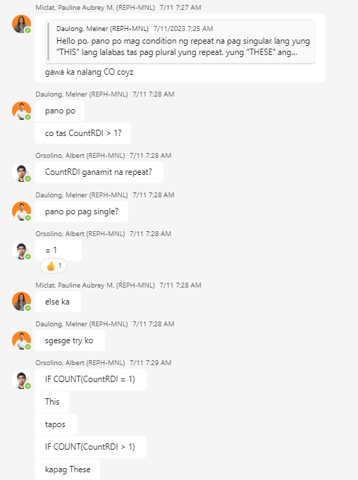 Miclat, Pauline Aubrey M. (REPH-MNL) 7/11 7:27 AM
Daulong, Melner (REPH-MNL) 7/11/2023 7:25 AM
Hello po. pano po mag condition ng repeat na pag singular lang yung
"THIS" lang lalabas tas pag plural yung repeat. yung "THESE" ang...
gawa ka nalang CO coyz
Daulong, Melner (REPH-MNL) 7/11 7:28 AM
pano po
co tas CountRDI > 1?
Orsolino, Albert (REPH-MNL) 7/11 7:28 AM
CountRDI ganamit na repeat?
Daulong, Melner (REPH-MNL) 7/11 7:28 AM
pano po pag single?
Orsolino, Albert (REPH-MNL) 7/11 7:28 AM
= 1
👍 1
Miclat, Pauline Aubrey M. (REPH-MNL) 7/11 7:28 AM
else ka
Daulong, Melner (REPH-MNL) 7/11 7:28 AM
sgesge try ko
Orsolino, Albert (REPH-MNL) 7/11 7:29 AM
IF COUNT(CountRDI = 1)
This
tapos
IF COUNT(CountRDI > 1)
kapag These